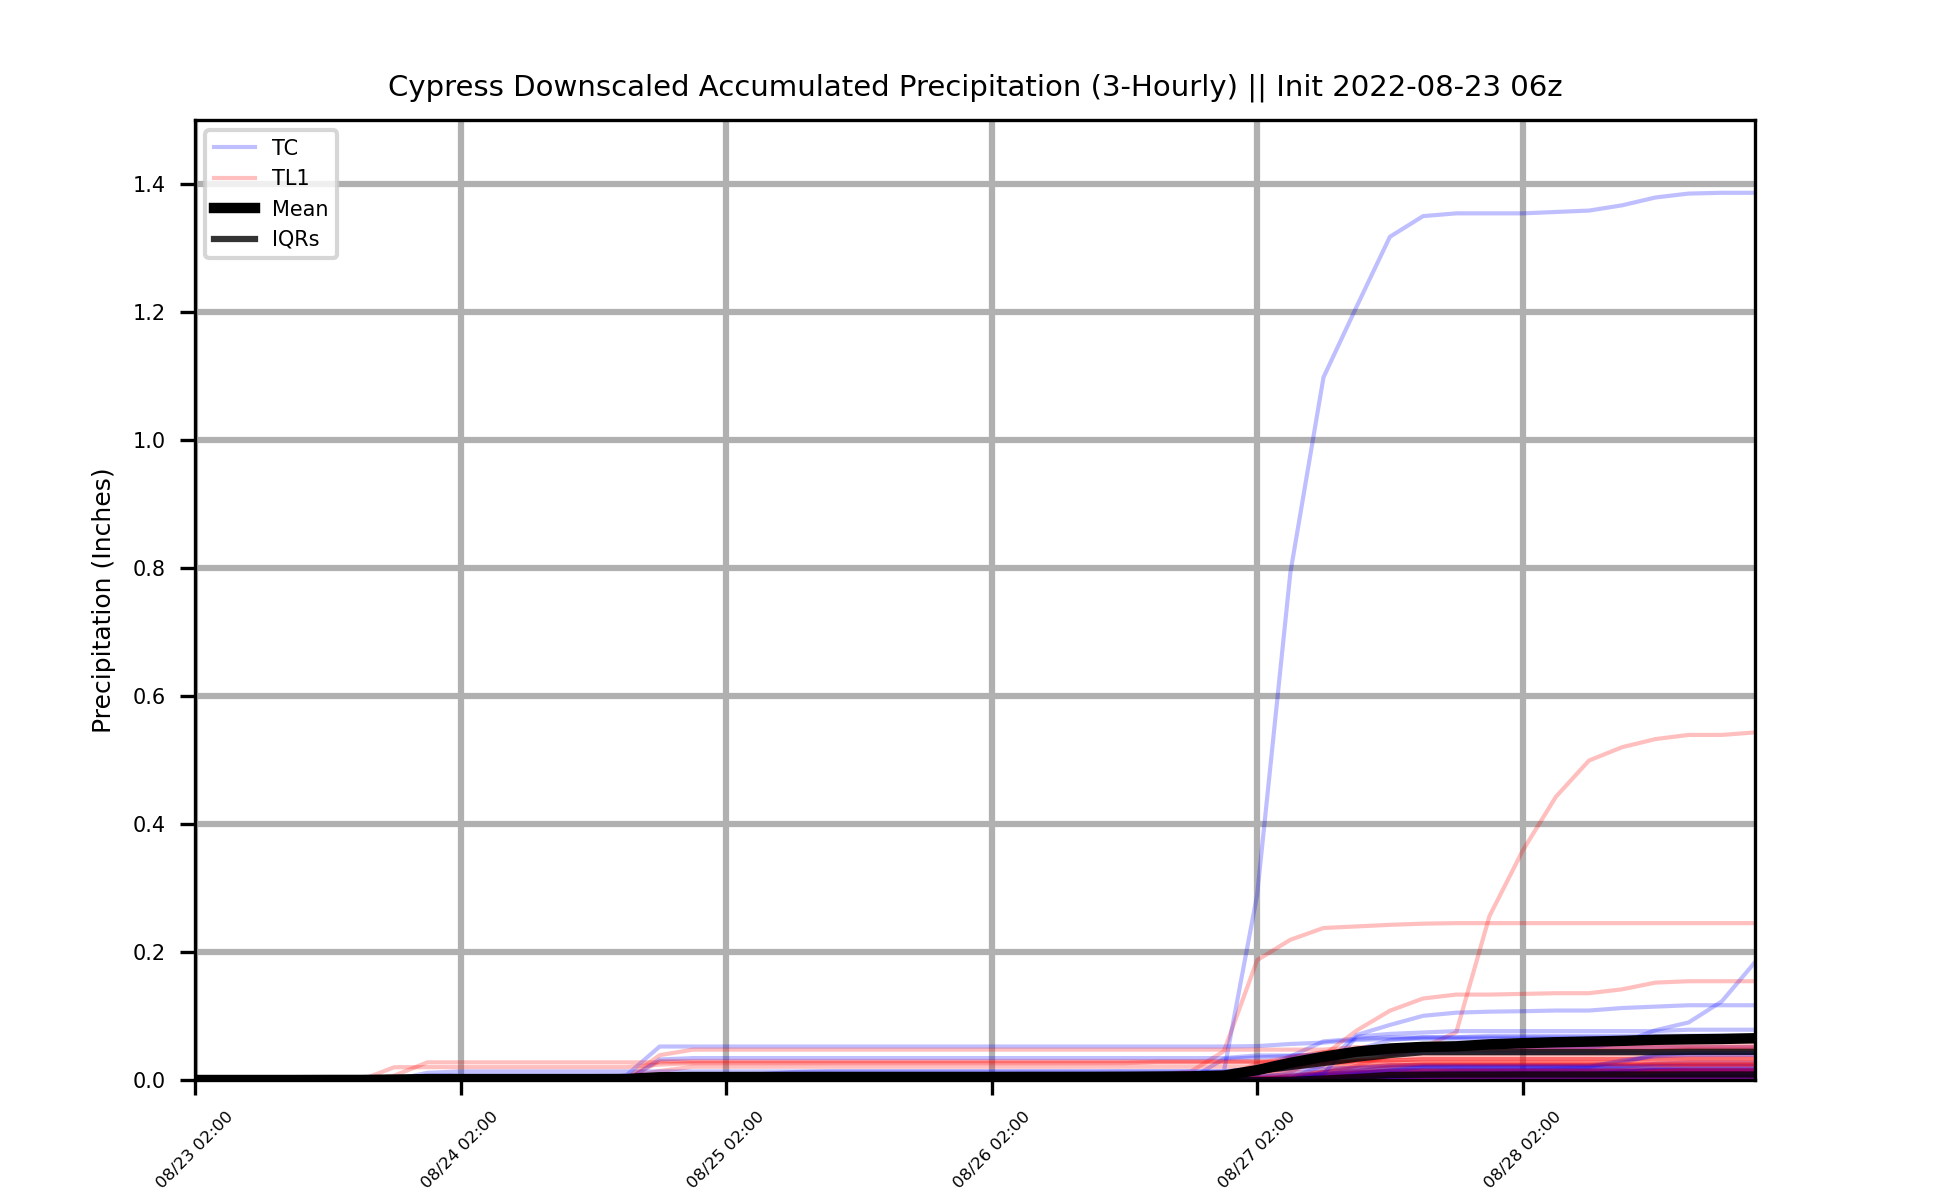 Cypress Downscaled Accumulated Precipitation (3-Hourly) || Init 2022-08-23 06z
TC
TL1
Mean
IQRs
Precipitation (Inches)
1.4
1.2
1.0
0.8
0.6
0.4
0.2
0.0
08/23 02:00
08/24 02:00
08/25 02:00
08/26 02:00
08/27 02:00
08/28 02:00